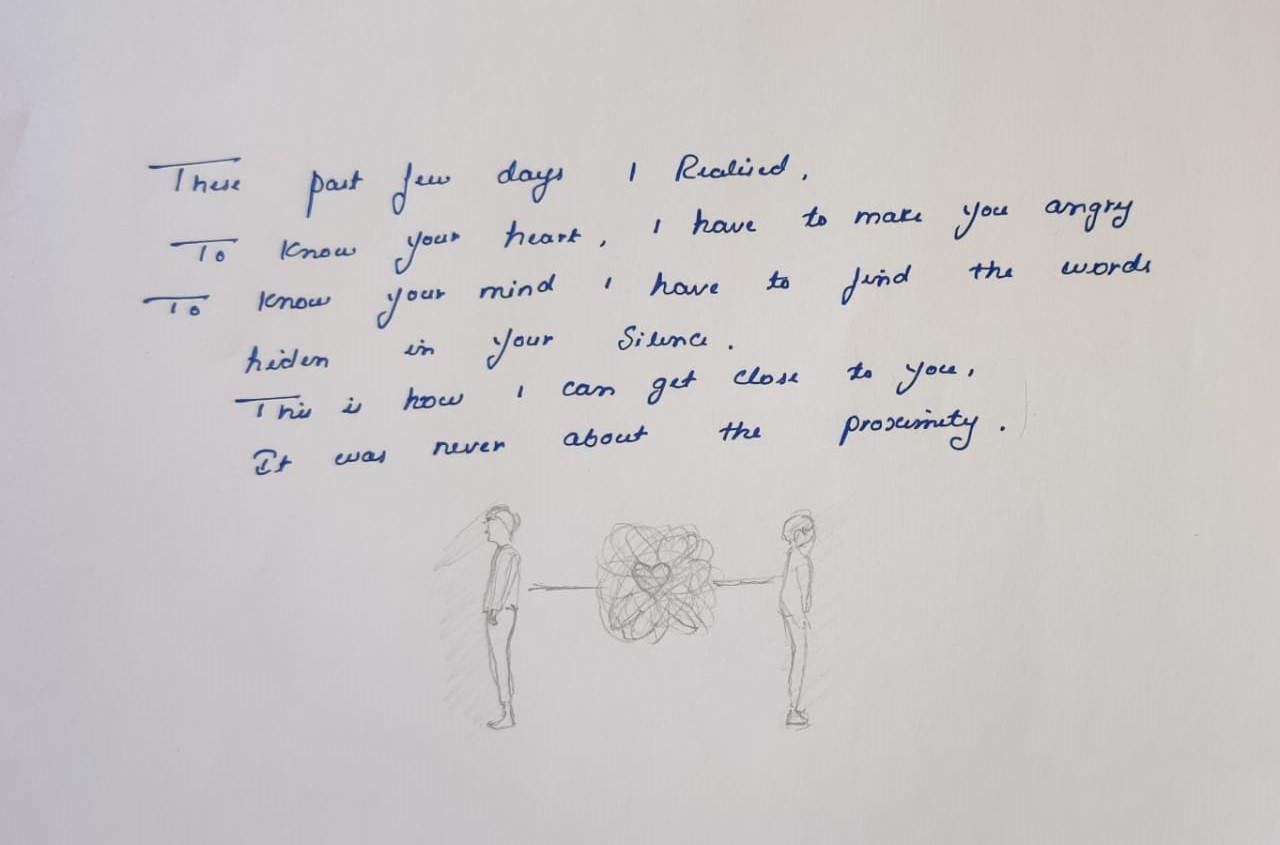 These past few days I Realised,
To know your heart, I have to make you angry
To know your mind I have to find the words
hiden in your Silence.
This is how I can get close to you,
It was never about the proximity.